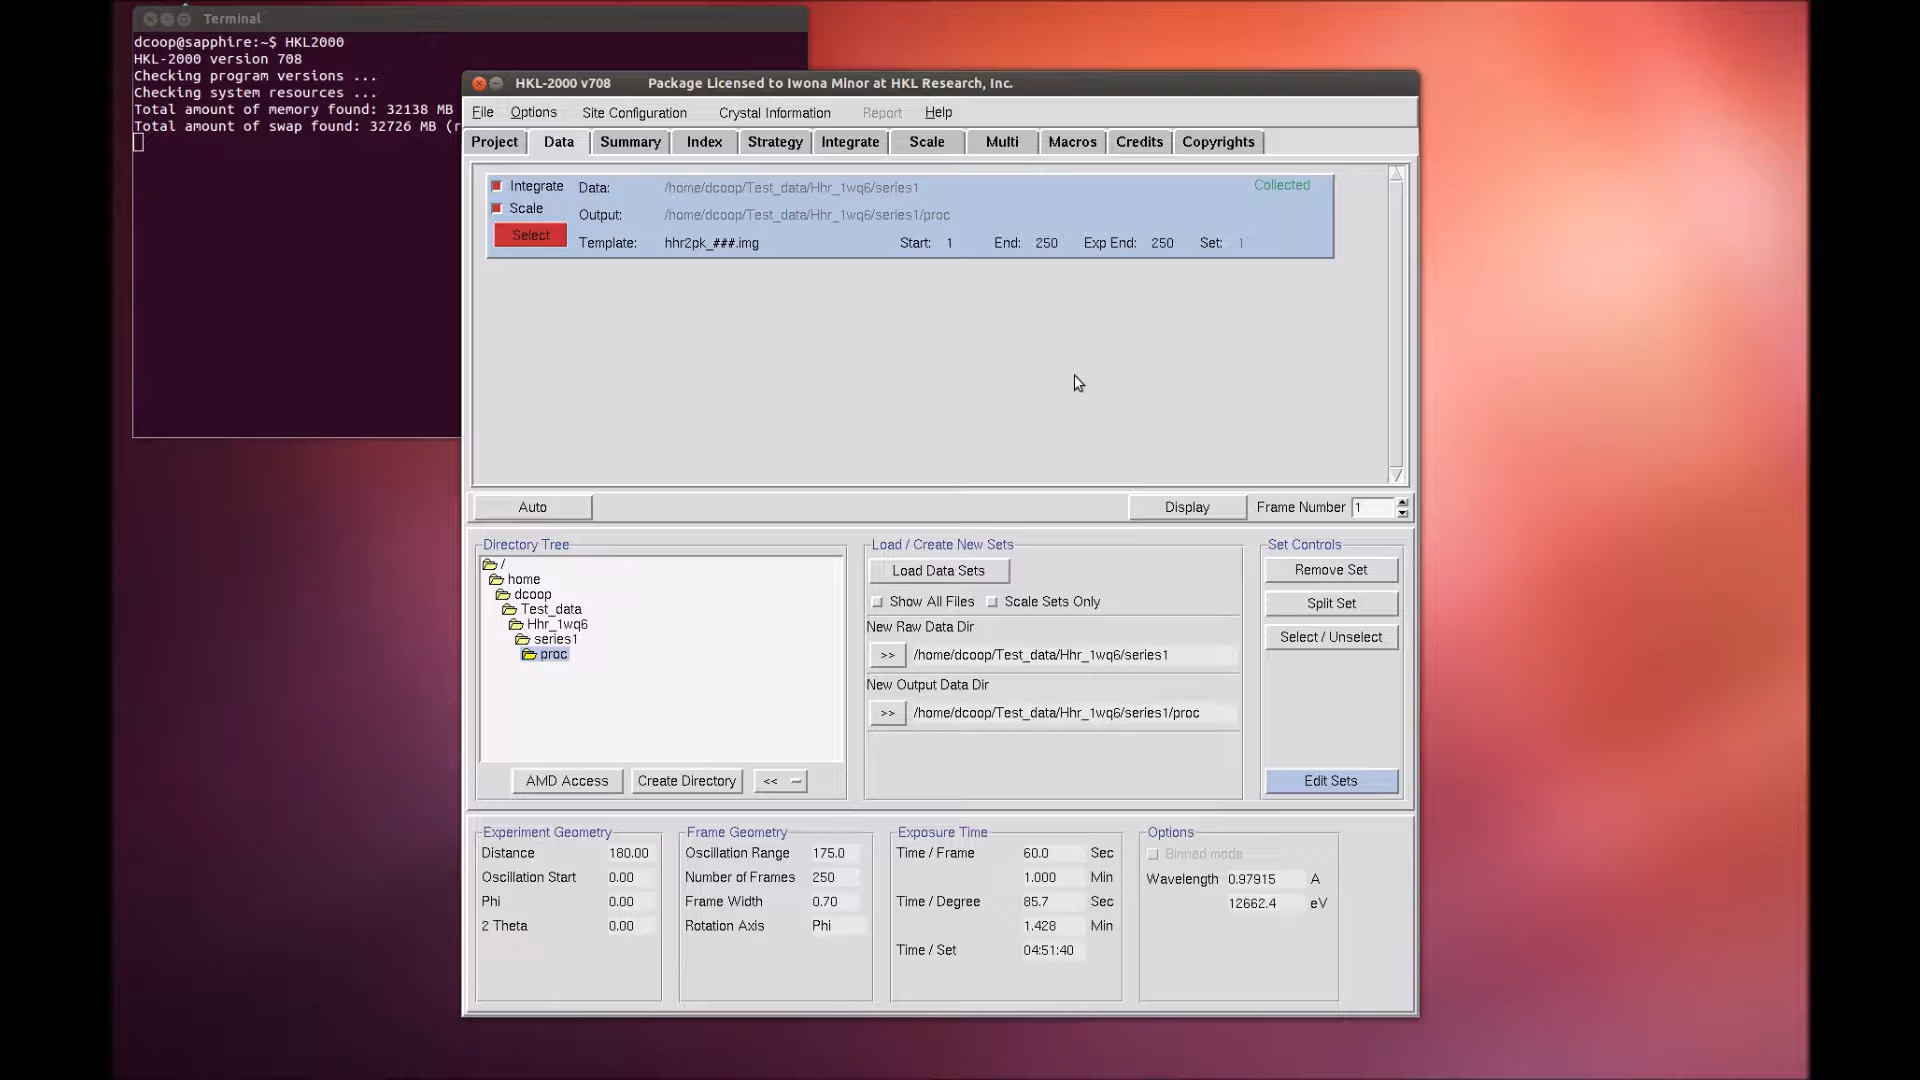 Terminal
dcoop@sapphire:~$ HKL2000
HKL-2000 version 708
Checking program versions ...
Checking system resources ...
Total amount of memory found: 32138 MB
Total amount of swap found: 32726 MB (r
HKL-2000 v708 Package Licensed to Iwona Minor at HKL Research, Inc.
File Options Site Configuration Crystal Information Report Help
Project Data Summary Index Strategy Integrate Scale Multi Macros Credits Copyrights
Integrate Data: /home/dcoop/Test_data/Hhr_1wq6/series1 Collected
Scale Output: /home/dcoop/Test_data/Hhr_1wq6/series1/proc
Select Template: hhr2pk_###.img Start: 1 End: 250 Exp End: 250 Set: 1
Auto Display Frame Number 1
Directory Tree
/
home
dcoop
Test_data
Hhr_1wq6
series1
proc
AMD Access Create Directory <<
Load / Create New Sets
Load Data Sets
Show All Files Scale Sets Only
New Raw Data Dir
>> /home/dcoop/Test_data/Hhr_1wq6/series1
New Output Data Dir
>> /home/dcoop/Test_data/Hhr_1wq6/series1/proc
Set Controls
Remove Set
Split Set
Select / Unselect
Edit Sets
Experiment Geometry
Distance 180.00
Oscillation Start 0.00
Phi 0.00
2 Theta 0.00
Frame Geometry
Oscillation Range 175.0
Number of Frames 250
Frame Width 0.70
Rotation Axis Phi
Exposure Time
Time / Frame 60.0 Sec
1.000 Min
Time / Degree 85.7 Sec
1.428 Min
Time / Set 04:51:40
Options
Binned mode
Wavelength 0.97915 A
12662.4 eV